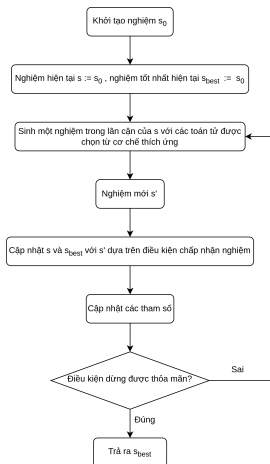 Khởi tạo nghiệm s0
Nghiệm hiện tại s := s0 , nghiệm tốt nhất hiện tại sbest := s0
Sinh một nghiệm trong lân cận của s với các toán tử được
chọn từ cơ chế thích ứng
Nghiệm mới s'
Cập nhật s và sbest với s' dựa trên điều kiện chấp nhận nghiệm
Cập nhật các tham số
Điều kiện dừng được thỏa mãn?
Sai
Đúng
Trả ra sbest